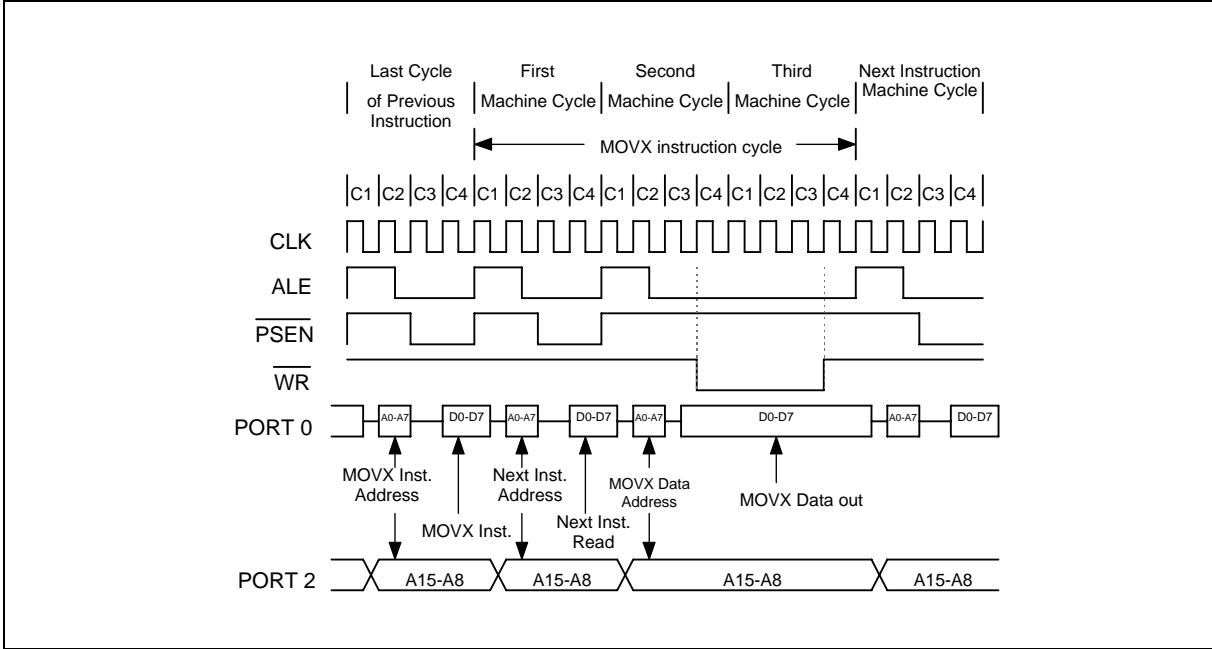 Last Cycle
of Previous
Instruction
First
Machine Cycle
Second
Machine Cycle
Third
Machine Cycle
Next Instruction
Machine Cycle
MOVX instruction cycle
C1 C2 C3 C4 C1 C2 C3 C4 C1 C2 C3 C4 C1 C2 C3 C4 C1 C2 C3 C4
CLK
ALE
PSEN
WR
PORT 0
A0-A7 D0-D7 A0-A7 D0-D7 A0-A7 D0-D7 A0-A7 D0-D7
MOVX Inst.
Address
MOVX Inst.
Next Inst.
Address
Next Inst.
Read
MOVX Data
Address
MOVX Data out
PORT 2
A15-A8 A15-A8 A15-A8 A15-A8